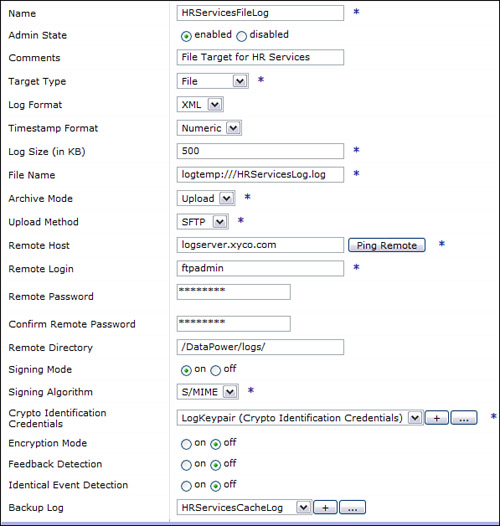 Name HRServicesFileLog *
Admin State enabled disabled
Comments File Target for HR Services
Target Type File *
Log Format XML
Timestamp Format Numeric
Log Size (in KB) 500 *
File Name logtemp:///HRServicesLog.log *
Archive Mode Upload *
Upload Method SFTP *
Remote Host logserver.xyco.com Ping Remote *
Remote Login ftpadmin *
Remote Password ********
Confirm Remote Password ********
Remote Directory /DataPower/logs/
Signing Mode on off
Signing Algorithm S/MIME *
Crypto Identification
Credentials LogKeypair (Crypto Identification Credentials) + ... *
Encryption Mode on off
Feedback Detection on off
Identical Event Detection on off
Backup Log HRServicesCacheLog + ...